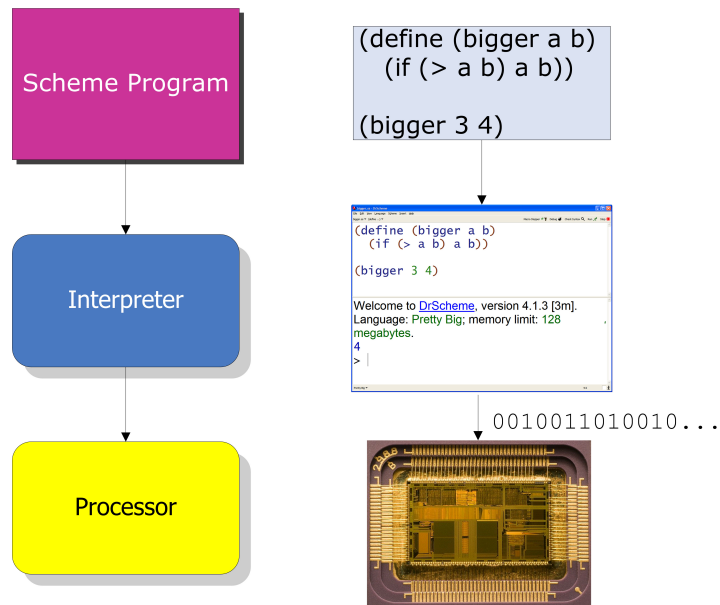 Scheme Program
(define (bigger a b)
(if (> a b) a b))
(bigger 3 4)
Interpreter
(define (bigger a b)
(if (> a b) a b))
(bigger 3 4)
Welcome to DrScheme, version 4.1.3 [3m].
Language: Pretty Big; memory limit: 128
megabytes.
4
>
0010011010010...
Processor